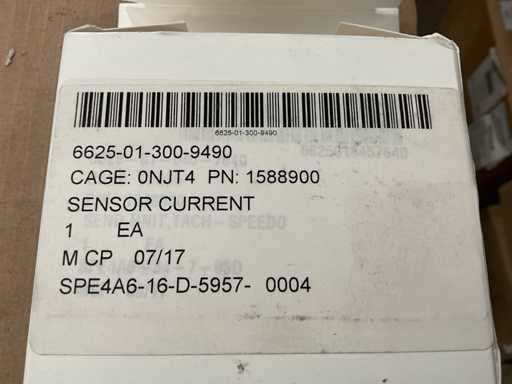 6625-01-300-9490
6625-01-300-9490
CAGE: 0NJT4 PN: 1588900
SENSOR CURRENT
1 EA
M CP 07/17
SPE4A6-16-D-5957- 0004